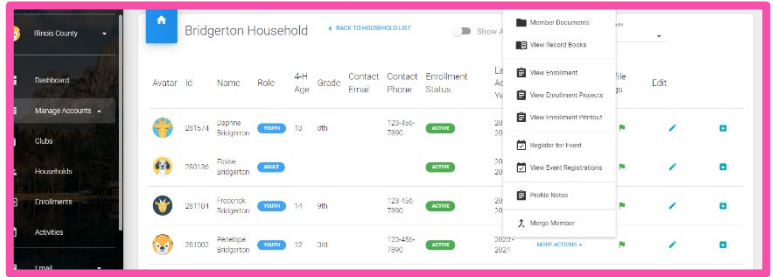 Illinois County
Dashboard
Manage Accounts
Clubs
Households
Enrollments
Activities
Email
Bridgerton Household
BACK TO HOUSEHOLD LIST
Show
Avatar Id Name Role 4-H Age Grade Contact Email Contact Phone Enrollment Status Edit
281574 Daphne Bridgerton YOUTH 13 8th 123-456-7890 ACTIVE
280136 Eloise Bridgerton ADULT ACTIVE
281104 Frederick Bridgerton YOUTH 14 9th 123-456-7890 ACTIVE
281003 Penelope Bridgerton YOUTH 12 3rd 123-456-7890 ACTIVE 2023-2024 MORE ACTIONS
Member Documents
View Record Books
View Enrollment
View Enrollment Projects
View Enrollment Printout
Register for Event
View Event Registrations
Profile Notes
Merge Member